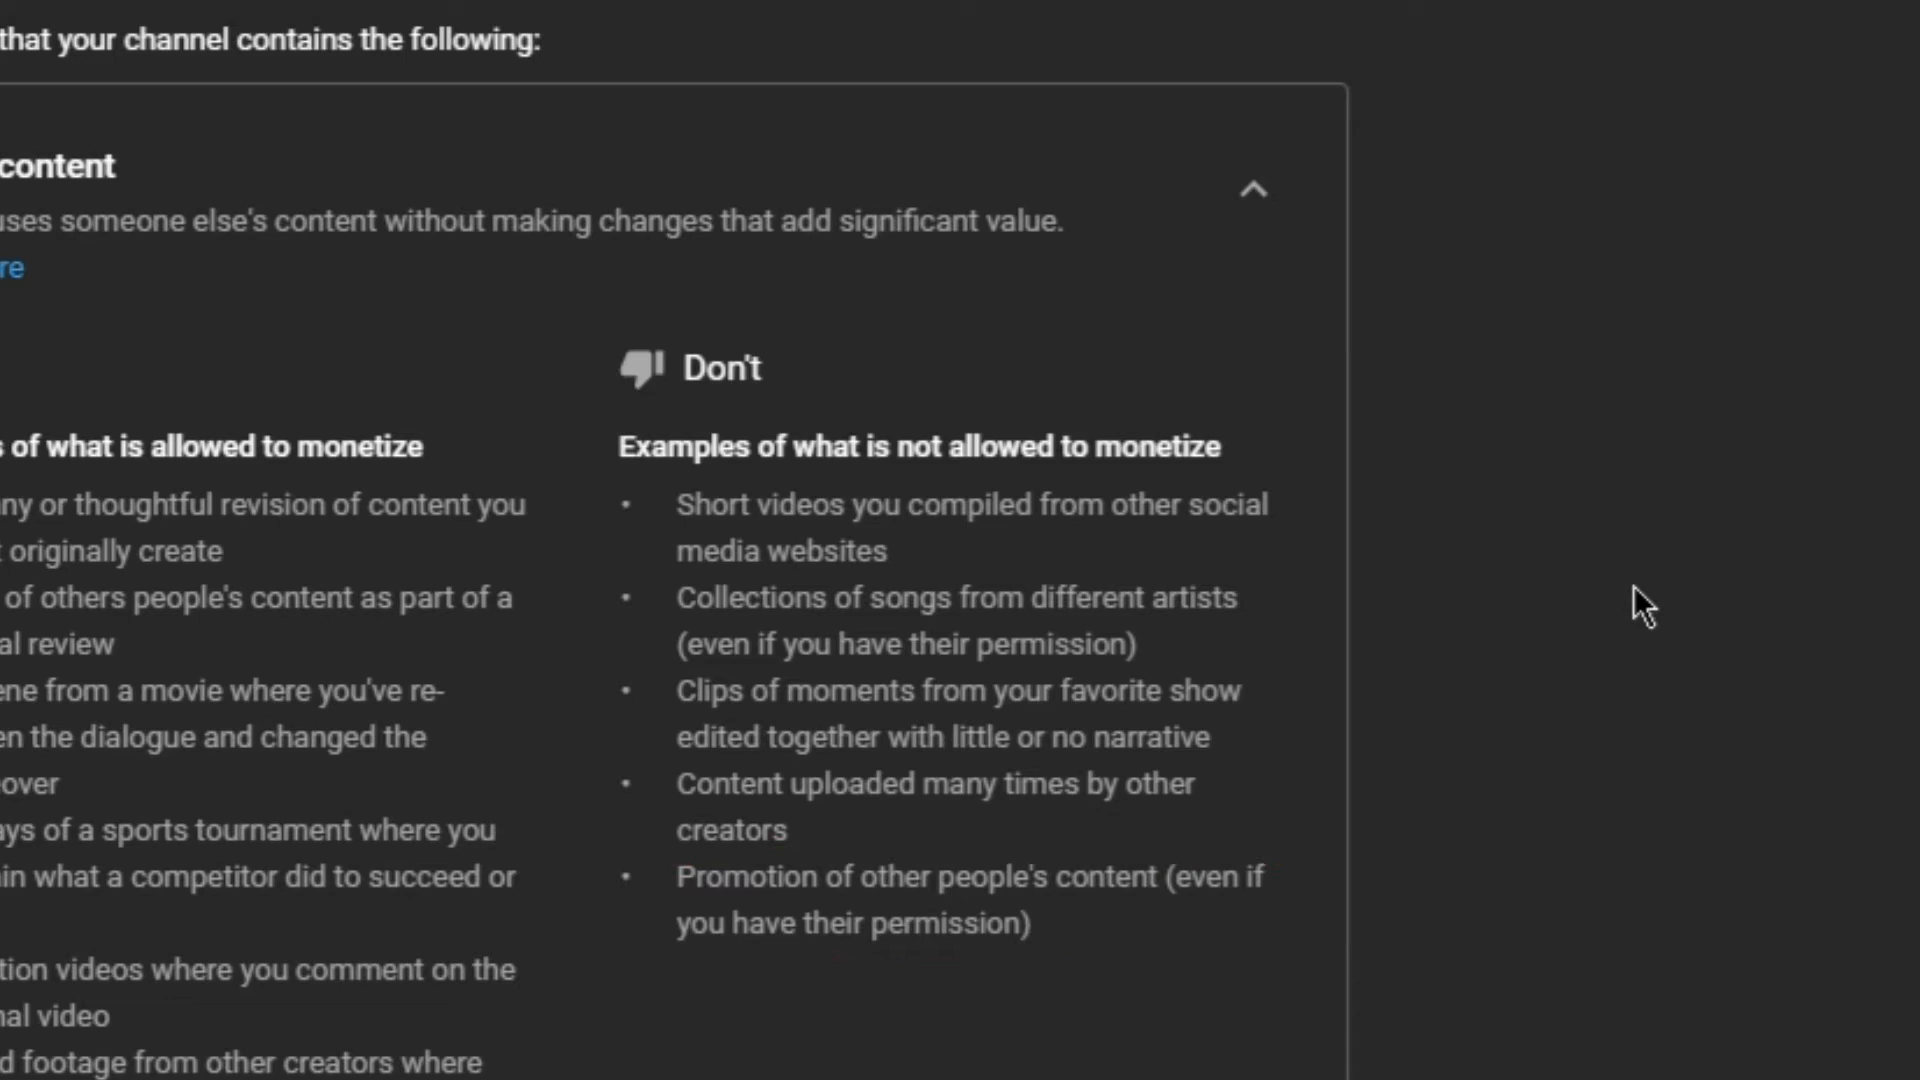 that your channel contains the following:
content
uses someone else's content without making changes that add significant value.
re
Don't
s of what is allowed to monetize
ny or thoughtful revision of content you
originally create
of others people's content as part of a
al review
ene from a movie where you've re-
en the dialogue and changed the
over
ays of a sports tournament where you
in what a competitor did to succeed or
tion videos where you comment on the
nal video
d footage from other creators where
Examples of what is not allowed to monetize
• Short videos you compiled from other social
media websites
• Collections of songs from different artists
(even if you have their permission)
• Clips of moments from your favorite show
edited together with little or no narrative
• Content uploaded many times by other
creators
• Promotion of other people's content (even if
you have their permission)